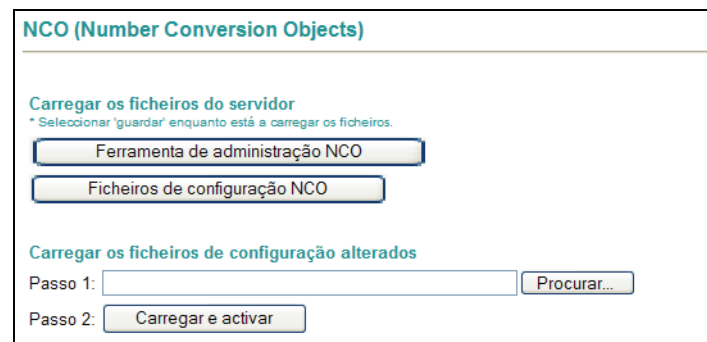 NCO (Number Conversion Objects)
Carregar os ficheiros do servidor
* Seleccionar 'guardar' enquanto está a carregar os ficheiros.
Ferramenta de administração NCO
Ficheiros de configuração NCO
Carregar os ficheiros de configuração alterados
Passo 1: Procurar...
Passo 2: Carregar e activar